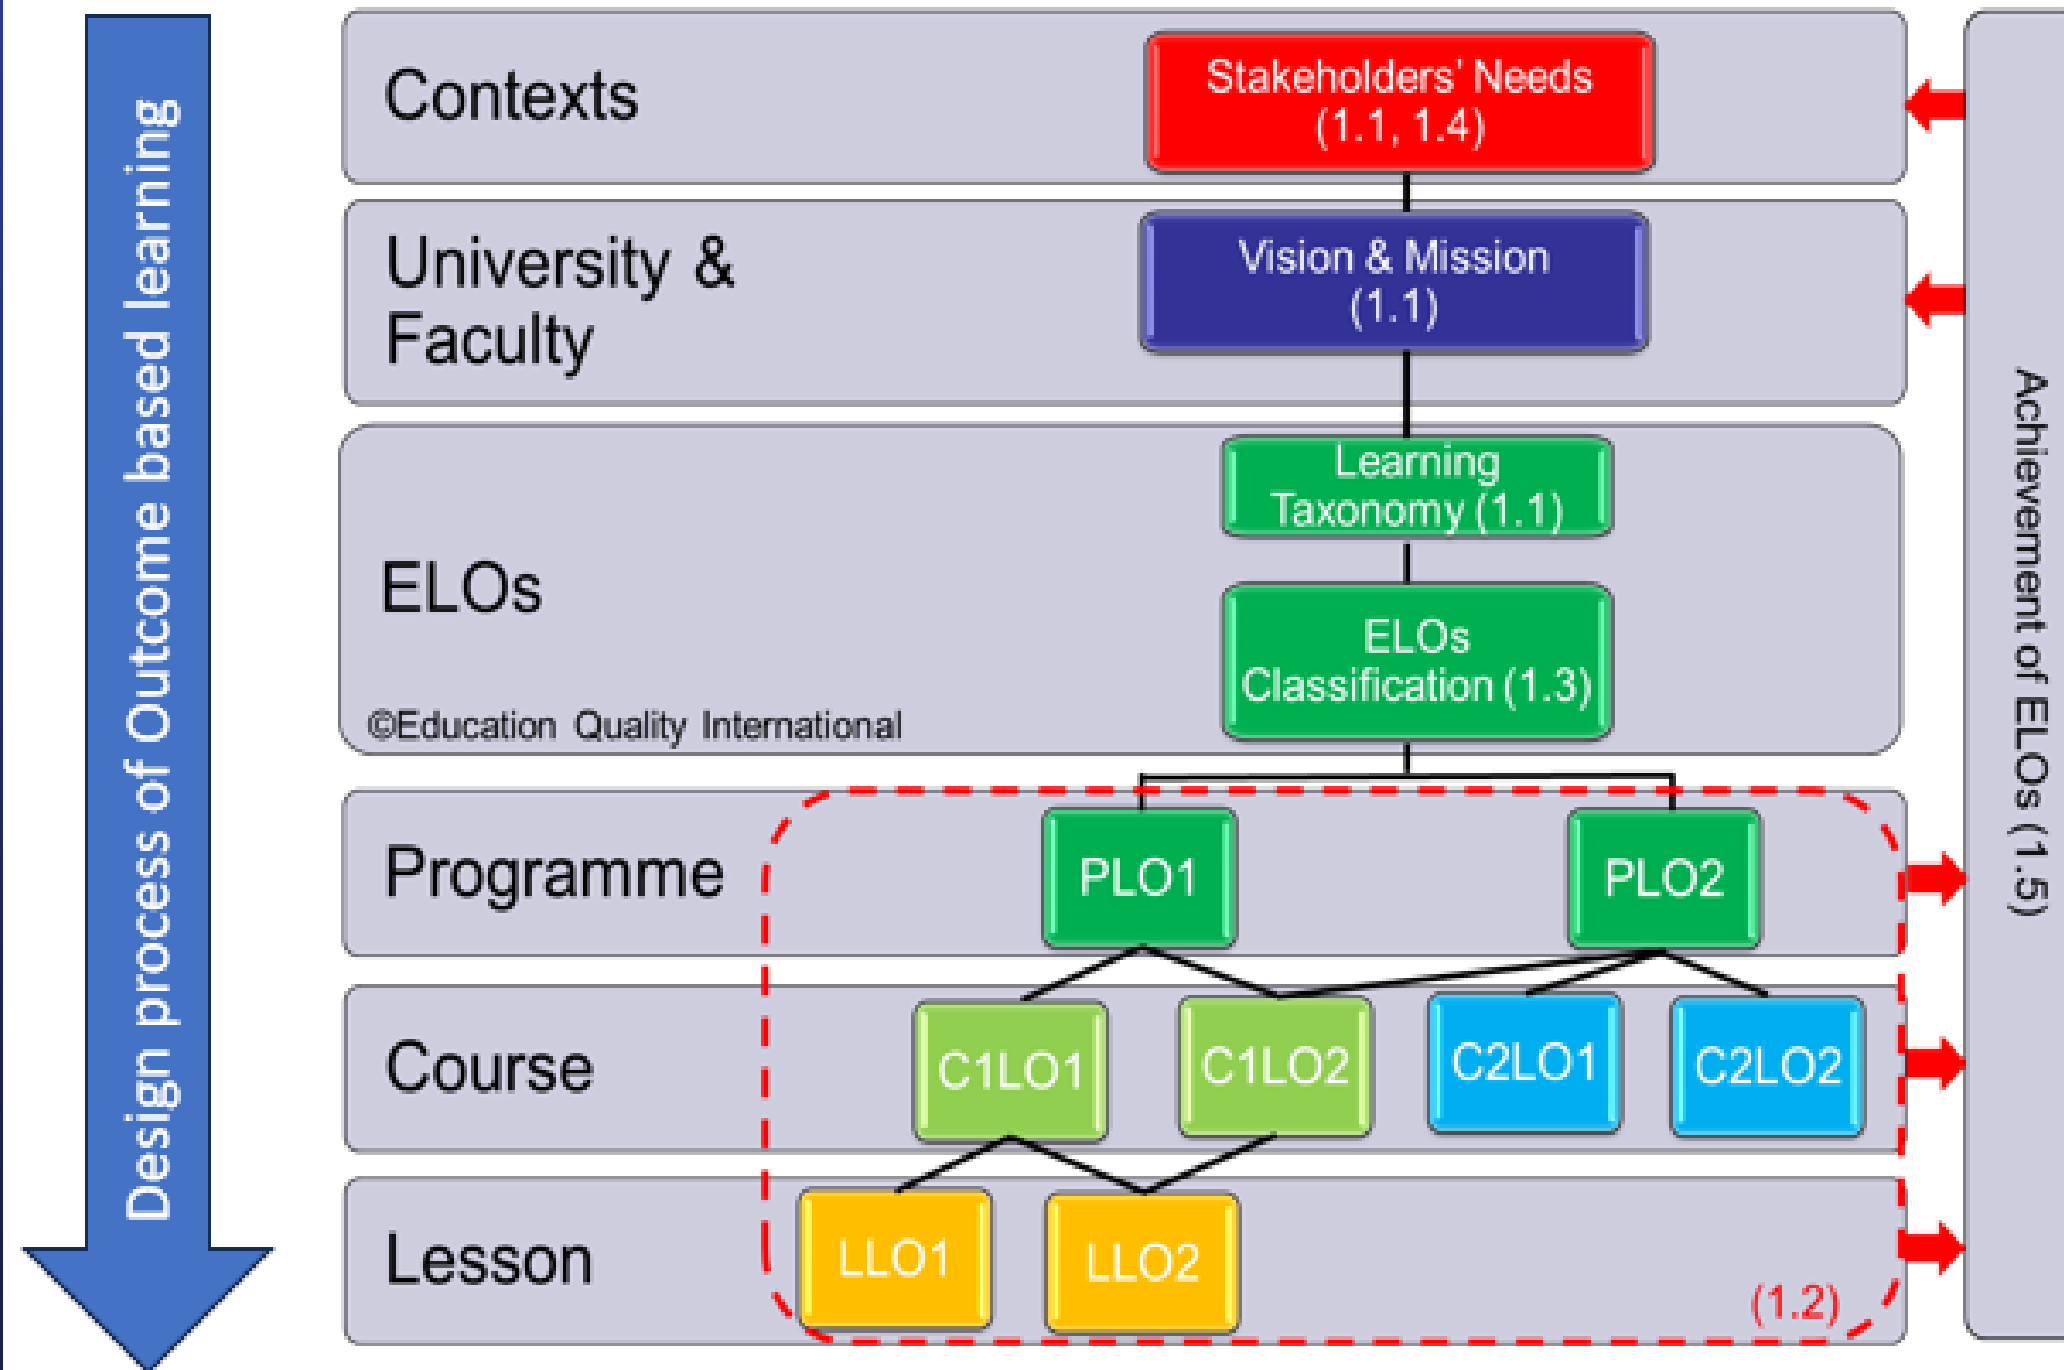 Design process of Outcome based learning
Contexts
Stakeholders' Needs
(1.1, 1.4)
University &
Faculty
Vision & Mission
(1.1)
ELOs
Learning
Taxonomy (1.1)
ELOs
Classification (1.3)
©Education Quality International
Programme
PLO1
PLO2
Course
C1LO1
C1LO2
C2LO1
C2LO2
Lesson
LLO1
LLO2
(1.2)
Achievement of ELOs (1.5)